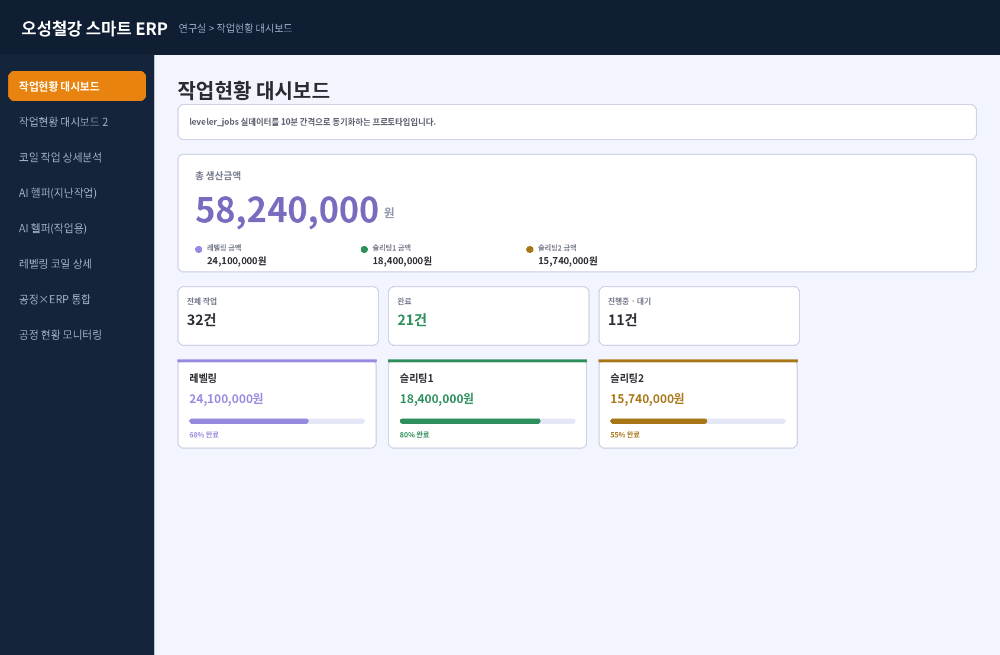 오성철강 스마트 ERP
연구실 > 작업현황 대시보드
작업현황 대시보드
작업현황 대시보드 2
코일 작업 상세분석
AI 헬퍼(지난작업)
AI 헬퍼(작업용)
레벨링 코일 상세
공정×ERP 통합
공정 현황 모니터링
작업현황 대시보드
leveler_jobs 실데이터를 10분 간격으로 동기화하는 프로토타입입니다.
총 생산금액
58,240,000 원
레벨링 금액
24,100,000원
슬리팅1 금액
18,400,000원
슬리팅2 금액
15,740,000원
전체 작업
32건
완료
21건
진행중 · 대기
11건
레벨링
24,100,000원
68% 완료
슬리팅1
18,400,000원
80% 완료
슬리팅2
15,740,000원
55% 완료